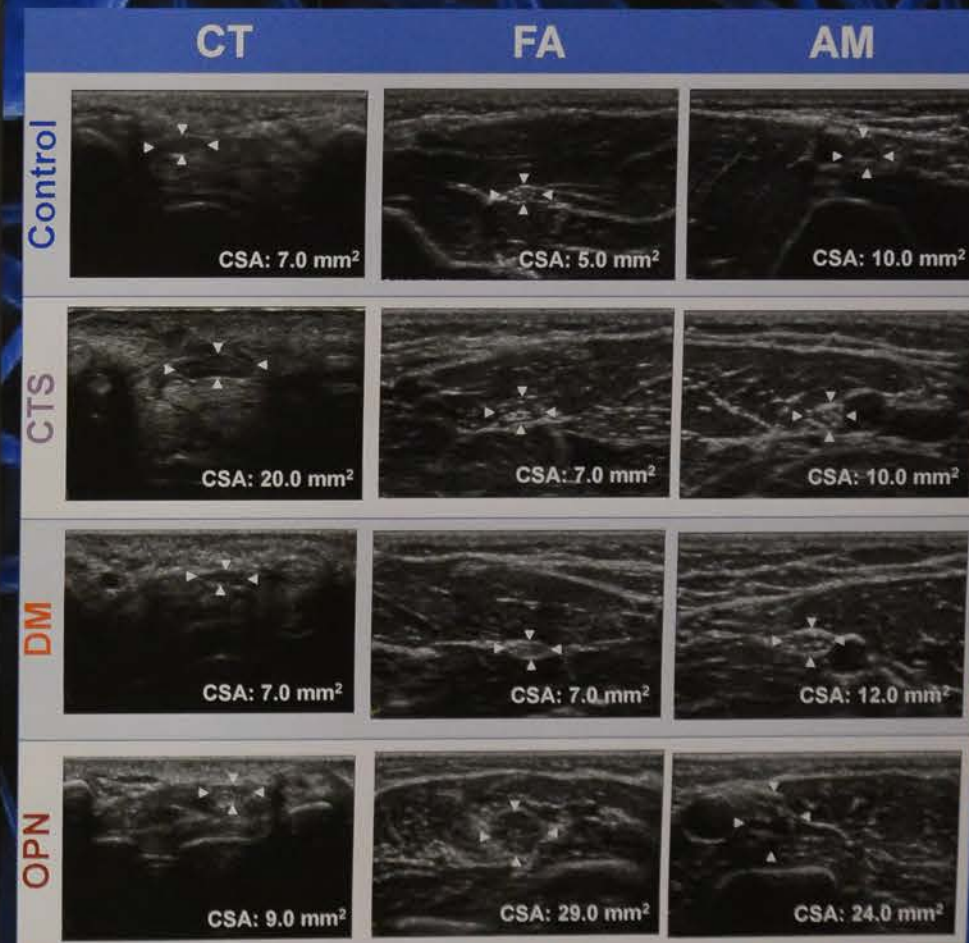 CT FA AM
Control
CSA: 7.0 mm² CSA: 5.0 mm² CSA: 10.0 mm²
CTS
CSA: 20.0 mm² CSA: 7.0 mm² CSA: 10.0 mm²
DM
CSA: 7.0 mm² CSA: 7.0 mm² CSA: 12.0 mm²
OPN
CSA: 9.0 mm² CSA: 29.0 mm² CSA: 24.0 mm²